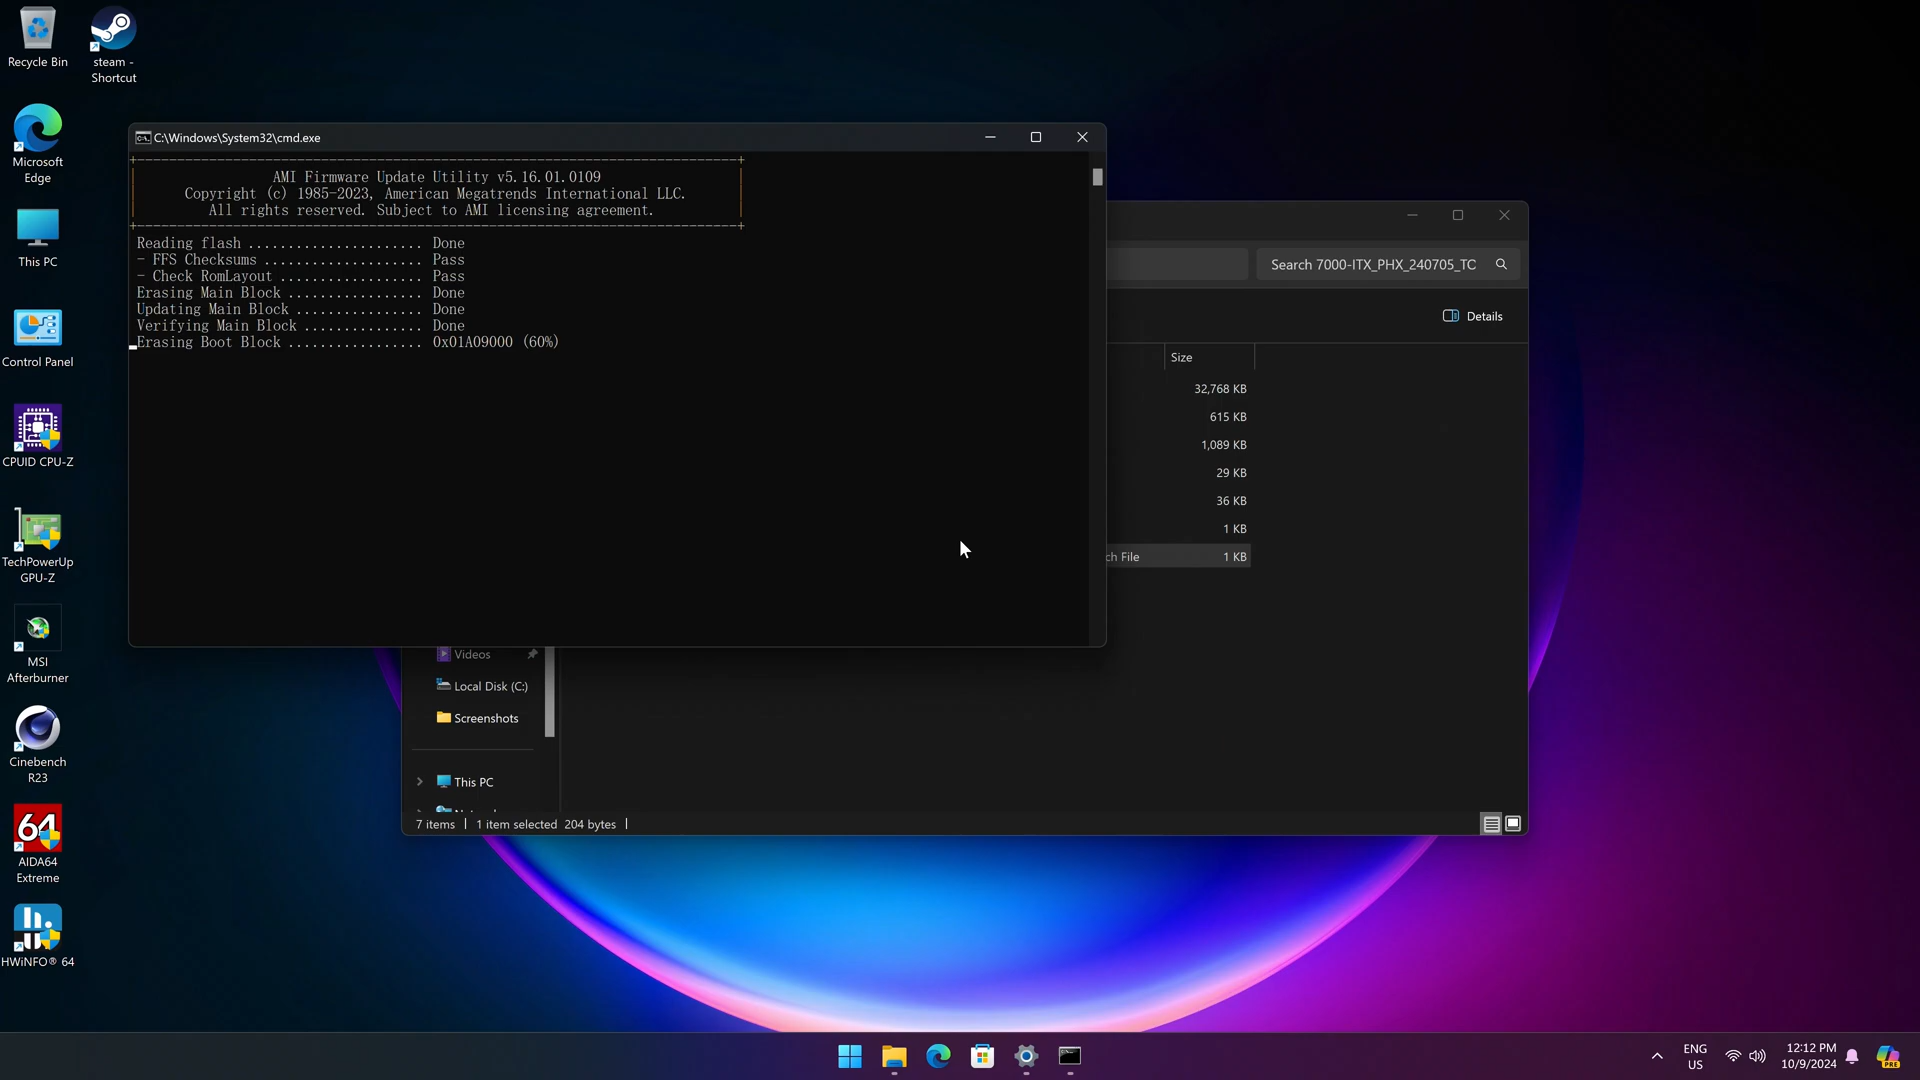 Recycle Bin
steam -
Shortcut
Microsoft
Edge
This PC
Control Panel
CPUID CPU-Z
TechPowerUp
GPU-Z
MSI
Afterburner
Cinebench
R23
64
AIDA64
Extreme
HWiNFO® 64
C:\Windows\System32\cmd.exe
AMI Firmware Update Utility v5.16.01.0109
Copyright (c) 1985-2023, American Megatrends International LLC.
All rights reserved. Subject to AMI licensing agreement.
Reading flash ...................... Done
- FFS Checksums .................... Pass
- Check RomLayout .................. Pass
Erasing Main Block ................. Done
Updating Main Block ................ Done
Verifying Main Block ............... Done
Erasing Boot Block ................. 0x01A09000 (60%)
Search 7000-ITX_PHX_240705_TC
Details
Size
32,768 KB
615 KB
1,089 KB
29 KB
36 KB
1 KB
ch File 1 KB
Videos
Local Disk (C:)
Screenshots
This PC
7 items 1 item selected 204 bytes
ENG
US
12:12 PM
10/9/2024
PRE